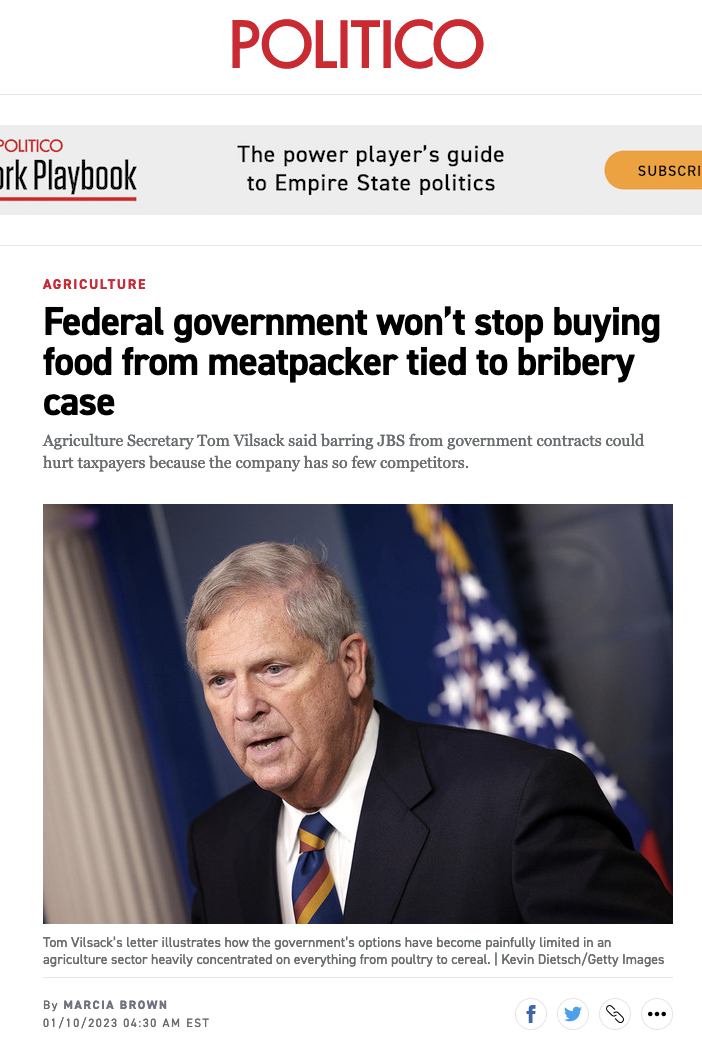 POLITICO
POLITICO
rk Playbook
The power player’s guide
to Empire State politics
SUBSCRI
AGRICULTURE
Federal government won’t stop buying
food from meatpacker tied to bribery
case
Agriculture Secretary Tom Vilsack said barring JBS from government contracts could
hurt taxpayers because the company has so few competitors.
Tom Vilsack’s letter illustrates how the government’s options have become painfully limited in an
agriculture sector heavily concentrated on everything from poultry to cereal. | Kevin Dietsch/Getty Images
By MARCIA BROWN
01/10/2023 04:30 AM EST